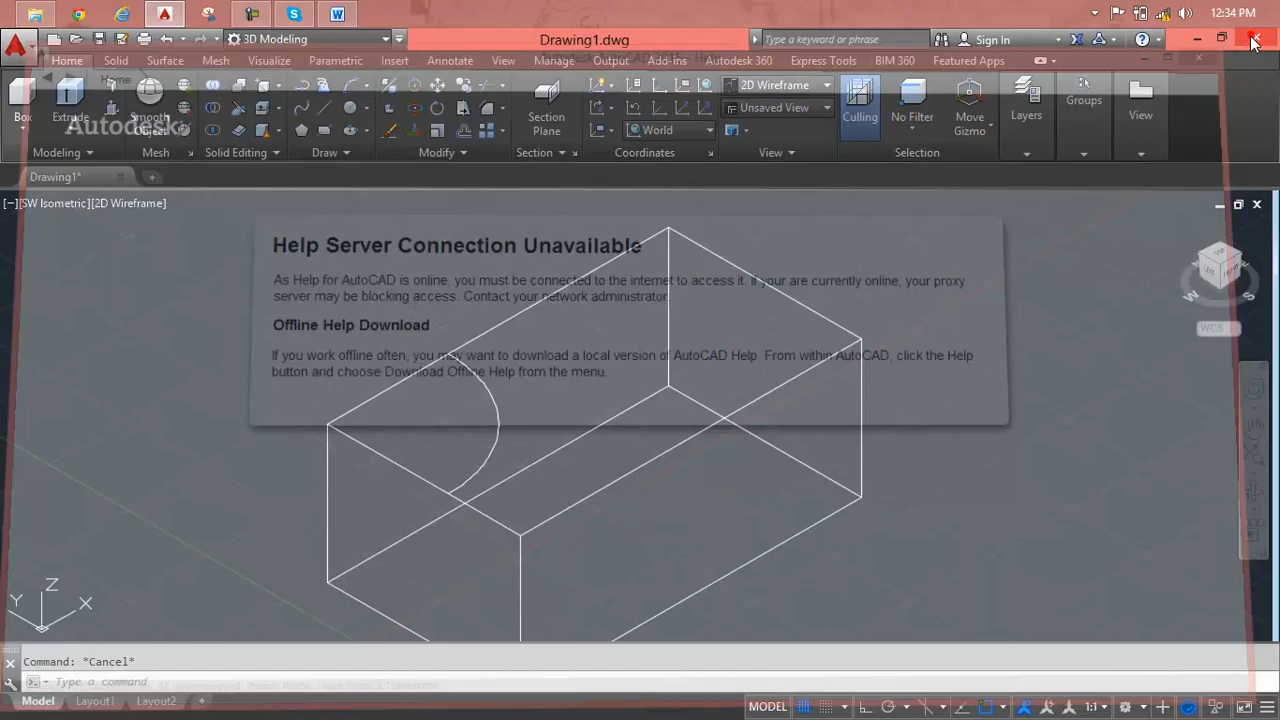 12:34 PM
3D Modeling
Drawing1.dwg
Type a keyword or phrase
Sign In
Home Solid Surface Mesh Visualize Parametric Insert Annotate View Manage Output Add-ins Autodesk 360 Express Tools BIM 360 Featured Apps
Home
Autodesk
Box
Extrude
Smooth
Object
Section
Plane
2D Wireframe
Unsaved View
World
Culling
No Filter
Move
Gizmo
Layers
Groups
View
Modeling
Mesh
Solid Editing
Draw
Modify
Section
Coordinates
View
Selection
Drawing1*
[−][SW Isometric][2D Wireframe]
Help Server Connection Unavailable
As Help for AutoCAD is online, you must be connected to the internet to access it. If your are currently online, your proxy
server may be blocking access. Contact your network administrator.
Offline Help Download
If you work offline often, you may want to download a local version of AutoCAD Help. From within AutoCAD, click the Help
button and choose Download Offline Help from the menu.
TOP
LEFT
FRONT
W
S
WCS
Z
Y
X
Command: *Cancel*
Type a command
Model Layout1 Layout2
MODEL
1:1